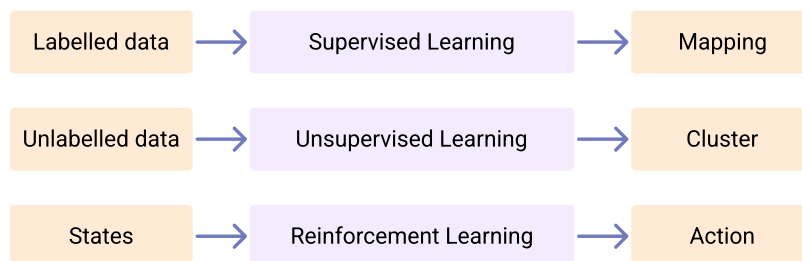 Labelled data
Supervised Learning
Mapping
Unlabelled data
Unsupervised Learning
Cluster
States
Reinforcement Learning
Action